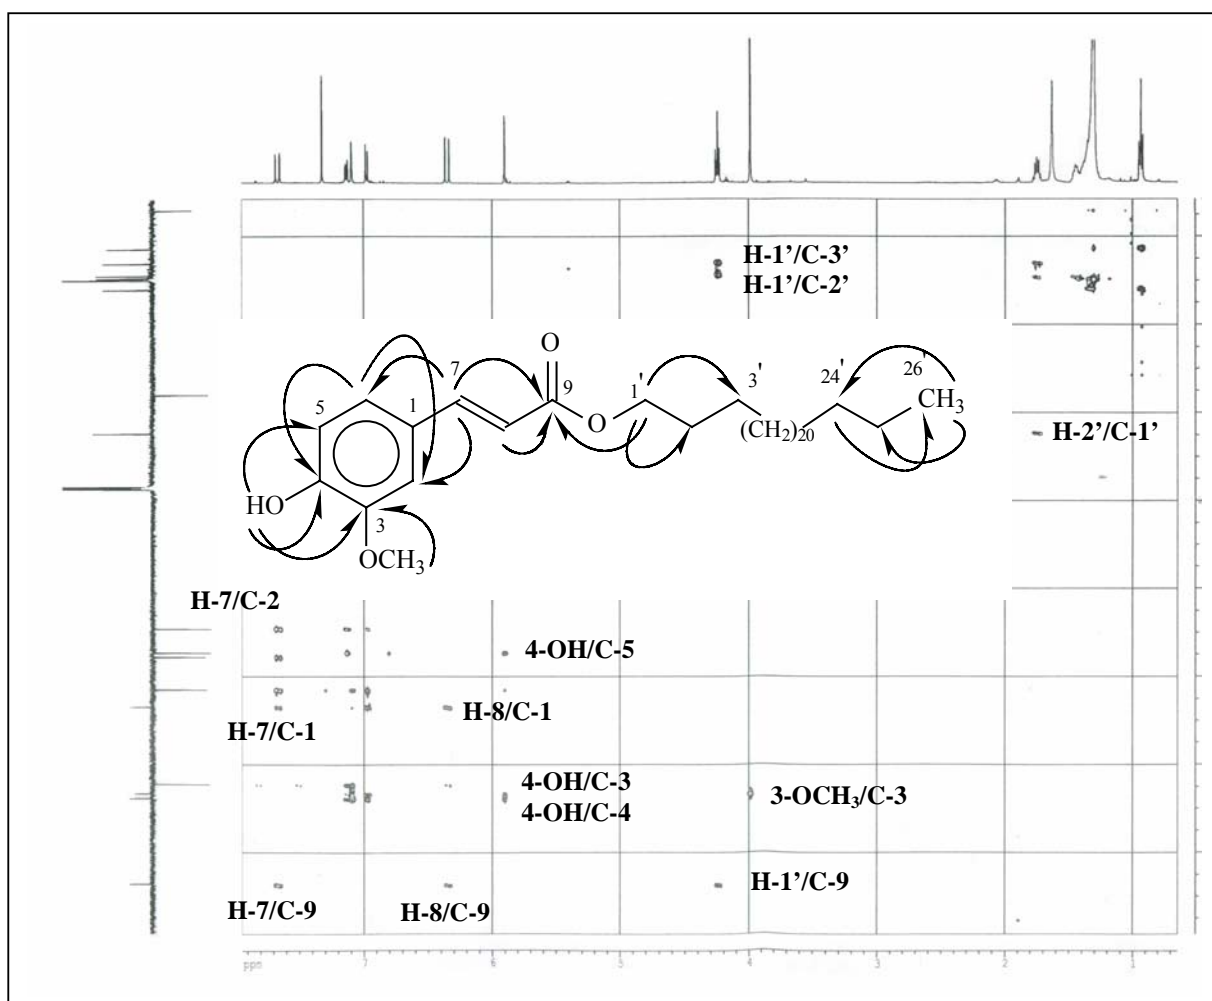 H-1’/C-3’
H-1’/C-2’
O
7
9
1'
3'
24'
26'
5
1
CH3
O
(CH2)20
H-2’/C-1’
HO
3
OCH3
H-7/C-2
4-OH/C-5
H-8/C-1
H-7/C-1
4-OH/C-3
4-OH/C-4
3-OCH3/C-3
H-1’/C-9
H-7/C-9
H-8/C-9
ppm 7 6 5 4 3 2 1